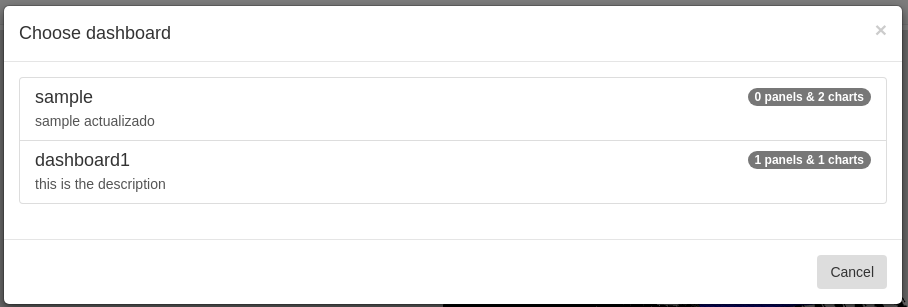 Choose dashboard ×
sample 0 panels & 2 charts
sample actualizado
dashboard1 1 panels & 1 charts
this is the description
Cancel